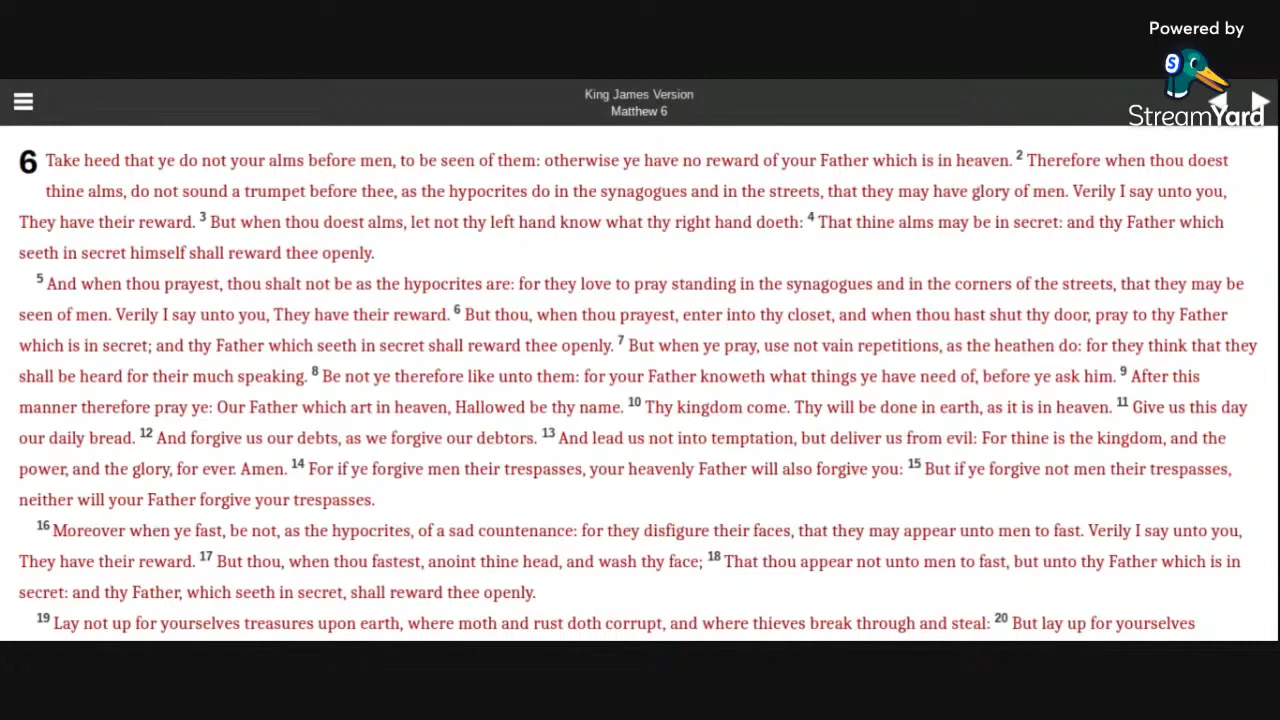 Powered by
StreamYard
King James Version
Matthew 6
6 Take heed that ye do not your alms before men, to be seen of them: otherwise ye have no reward of your Father which is in heaven. 2 Therefore when thou doest
thine alms, do not sound a trumpet before thee, as the hypocrites do in the synagogues and in the streets, that they may have glory of men. Verily I say unto you,
They have their reward. 3 But when thou doest alms, let not thy left hand know what thy right hand doeth: 4 That thine alms may be in secret: and thy Father which
seeth in secret himself shall reward thee openly.
5 And when thou prayest, thou shalt not be as the hypocrites are: for they love to pray standing in the synagogues and in the corners of the streets, that they may be
seen of men. Verily I say unto you, They have their reward. 6 But thou, when thou prayest, enter into thy closet, and when thou hast shut thy door, pray to thy Father
which is in secret; and thy Father which seeth in secret shall reward thee openly. 7 But when ye pray, use not vain repetitions, as the heathen do: for they think that they
shall be heard for their much speaking. 8 Be not ye therefore like unto them: for your Father knoweth what things ye have need of, before ye ask him. 9 After this
manner therefore pray ye: Our Father which art in heaven, Hallowed be thy name. 10 Thy kingdom come. Thy will be done in earth, as it is in heaven. 11 Give us this day
our daily bread. 12 And forgive us our debts, as we forgive our debtors. 13 And lead us not into temptation, but deliver us from evil: For thine is the kingdom, and the
power, and the glory, for ever. Amen. 14 For if ye forgive men their trespasses, your heavenly Father will also forgive you: 15 But if ye forgive not men their trespasses,
neither will your Father forgive your trespasses.
16 Moreover when ye fast, be not, as the hypocrites, of a sad countenance: for they disfigure their faces, that they may appear unto men to fast. Verily I say unto you,
They have their reward. 17 But thou, when thou fastest, anoint thine head, and wash thy face; 18 That thou appear not unto men to fast, but unto thy Father which is in
secret: and thy Father, which seeth in secret, shall reward thee openly.
19 Lay not up for yourselves treasures upon earth, where moth and rust doth corrupt, and where thieves break through and steal: 20 But lay up for yourselves